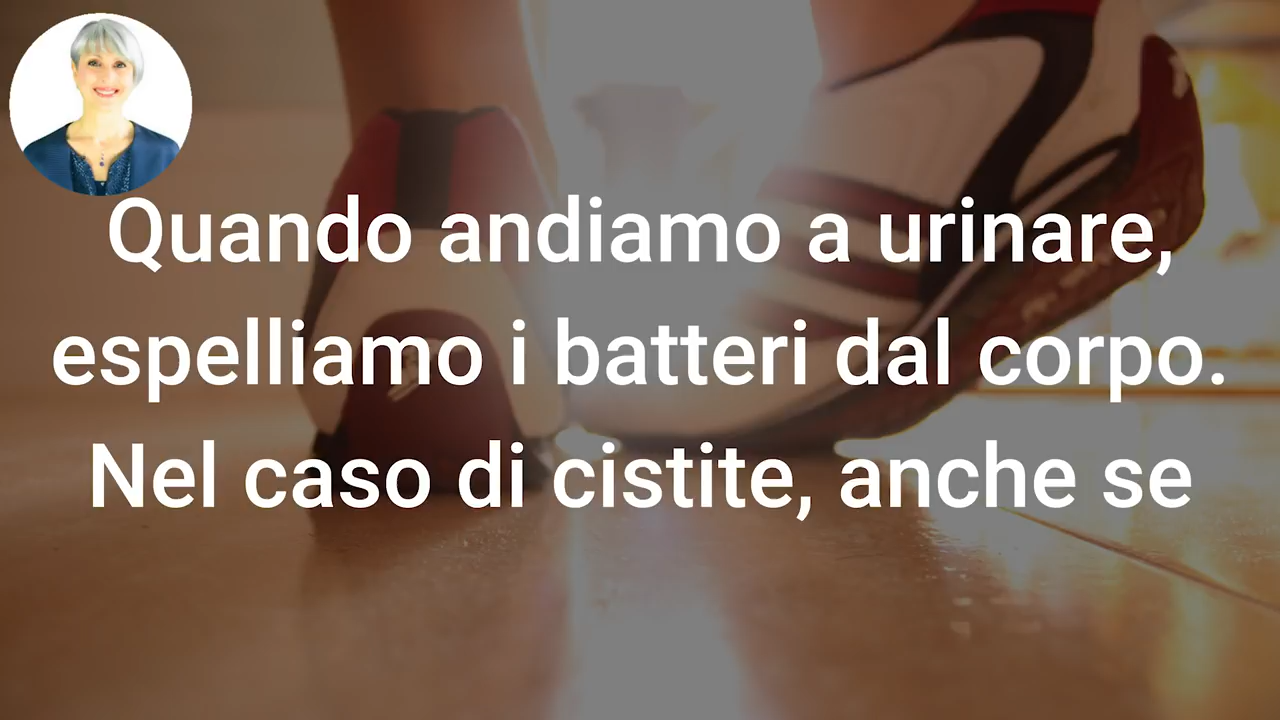 Quando andiamo a urinare,
espelliamo i batteri dal corpo.
Nel caso di cistite, anche se